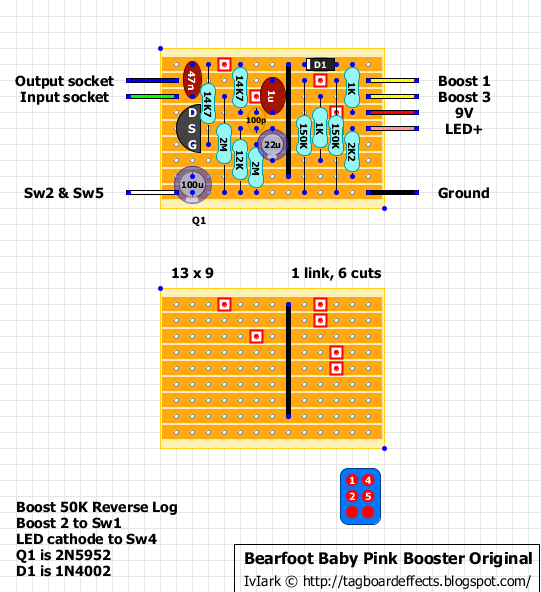 D1
47n
Output socket
Input socket
14K7
14K7
1u
1K
Boost 1
Boost 3
9V
LED+
D
S
G
100p
2M
12K
2M
22u
150K
1K
150K
2K2
Sw2 & Sw5
100u
Ground
Q1
13 x 9
1 link, 6 cuts
1 4
2 5
Boost 50K Reverse Log
Boost 2 to Sw1
LED cathode to Sw4
Q1 is 2N5952
D1 is 1N4002
Bearfoot Baby Pink Booster Original
IvIark © http://tagboardeffects.blogspot.com/